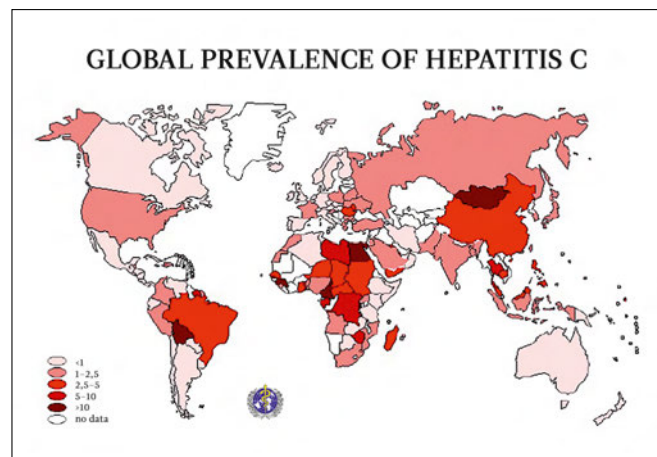 GLOBAL PREVALENCE OF HEPATITIS C
<1
1-2,5
2,5-5
5-10
>10
no data